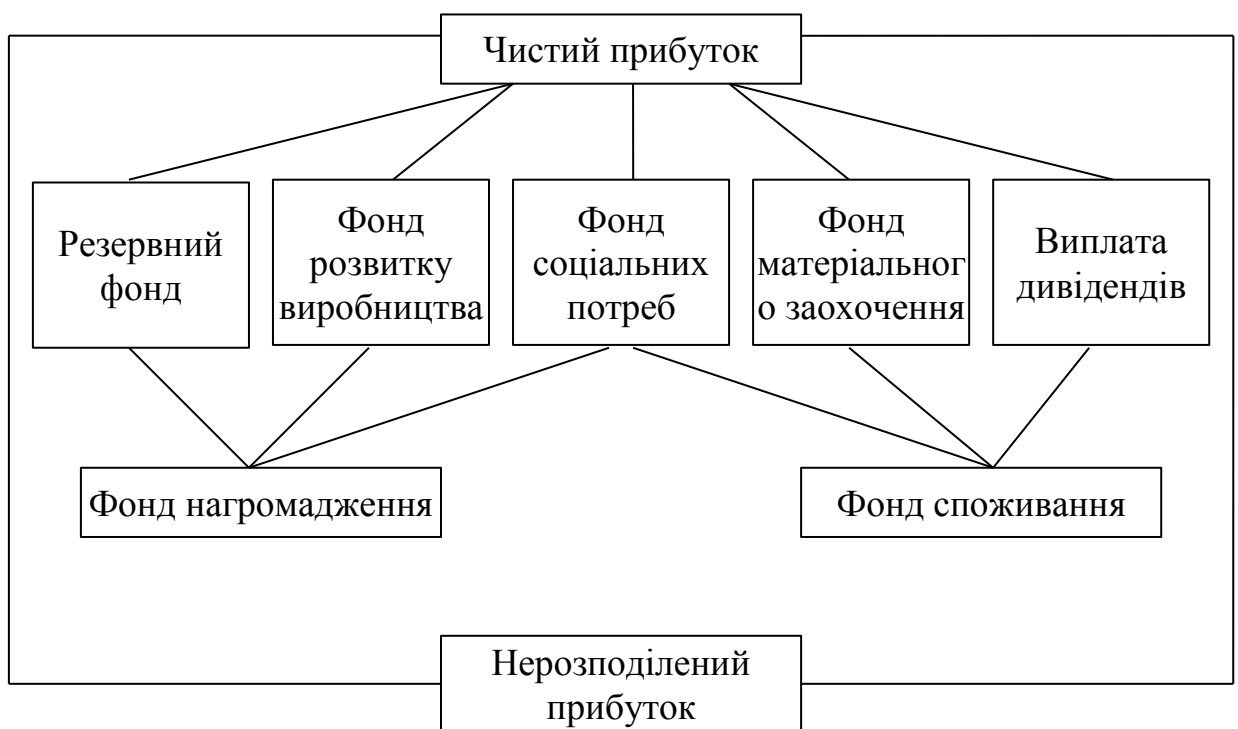 Чистий прибуток
Резервний
фонд
Фонд
розвитку
виробництва
Фонд
соціальних
потреб
Фонд
матеріальног
о заохочення
Виплата
дивідендів
Фонд нагромадження
Фонд споживання
Нерозподілений
прибуток